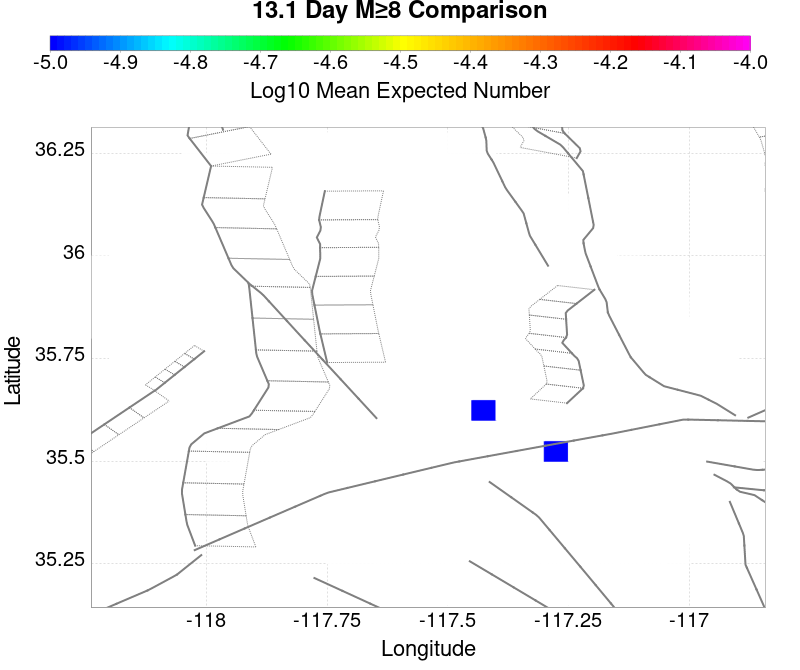 13.1 Day M≥8 Comparison
-5.0 -4.9 -4.8 -4.7 -4.6 -4.5 -4.4 -4.3 -4.2 -4.1 -4.0
Log10 Mean Expected Number
36.25
36
35.75
35.5
35.25
Latitude
-118 -117.75 -117.5 -117.25 -117
Longitude